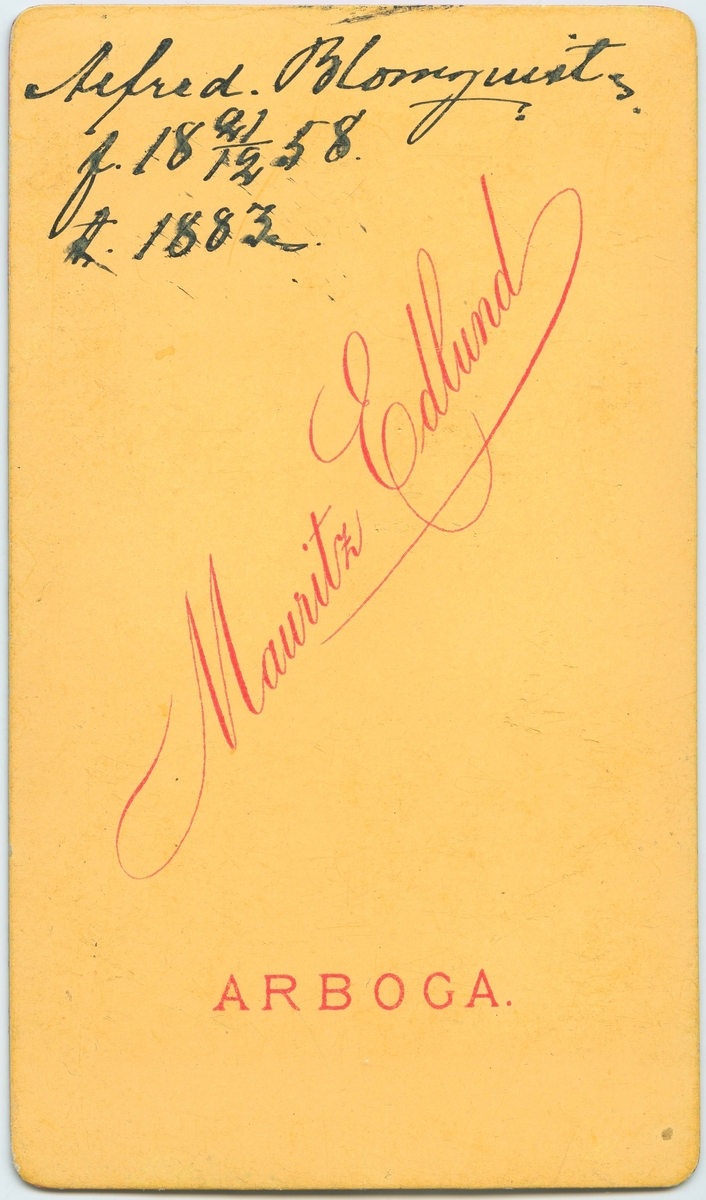 Alfred. Blomquist
f. 18 21/12 58.
d. 1883.
Mauritz Edlund
ARBOGA.